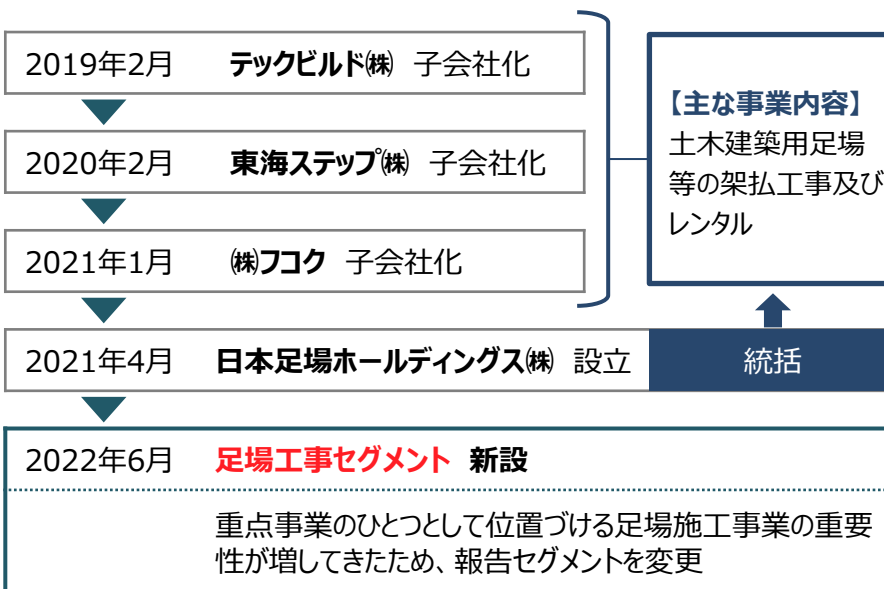 2019年2月 テックビルド㈱ 子会社化
2020年2月 東海ステップ㈱ 子会社化
2021年1月 ㈱フコク 子会社化
【主な事業内容】
土木建築用足場
等の架払工事及び
レンタル
2021年4月 日本足場ホールディングス㈱ 設立 統括
2022年6月 足場工事セグメント 新設
重点事業のひとつとして位置づける足場施工事業の重要
性が増してきたため、報告セグメントを変更